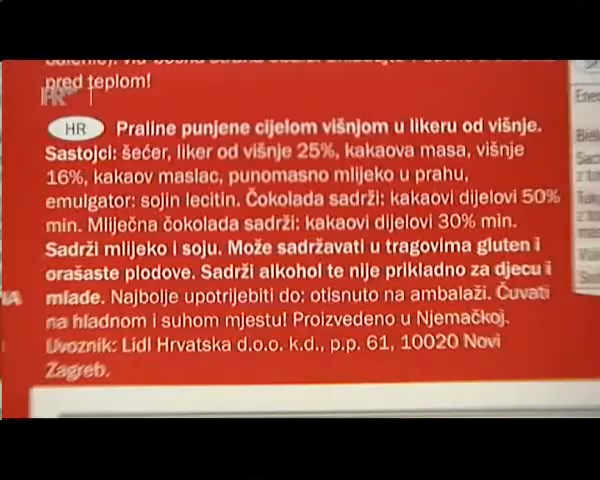 pred teplom!
HR
Praline punjene cijelom višnjom u likeru od višnje.
Sastojci: šećer, liker od višnje 25%, kakaova masa, višnje
16%, kakaov maslac, punomasno mlijeko u prahu,
emulgator: sojin lecitin. Čokolada sadrži: kakaovi dijelovi 50%
min. Mliječna čokolada sadrži: kakaovi dijelovi 30% min.
Sadrži mlijeko i soju. Može sadržavati u tragovima gluten i
orašaste plodove. Sadrži alkohol te nije prikladno za djecu i
mlade. Najbolje upotrijebiti do: otisnuto na ambalaži. Čuvati
na hladnom i suhom mjestu! Proizvedeno u Njemačkoj.
Uvoznik: Lidl Hrvatska d.o.o. k.d., p.p. 61, 10020 Novi
Zagreb.